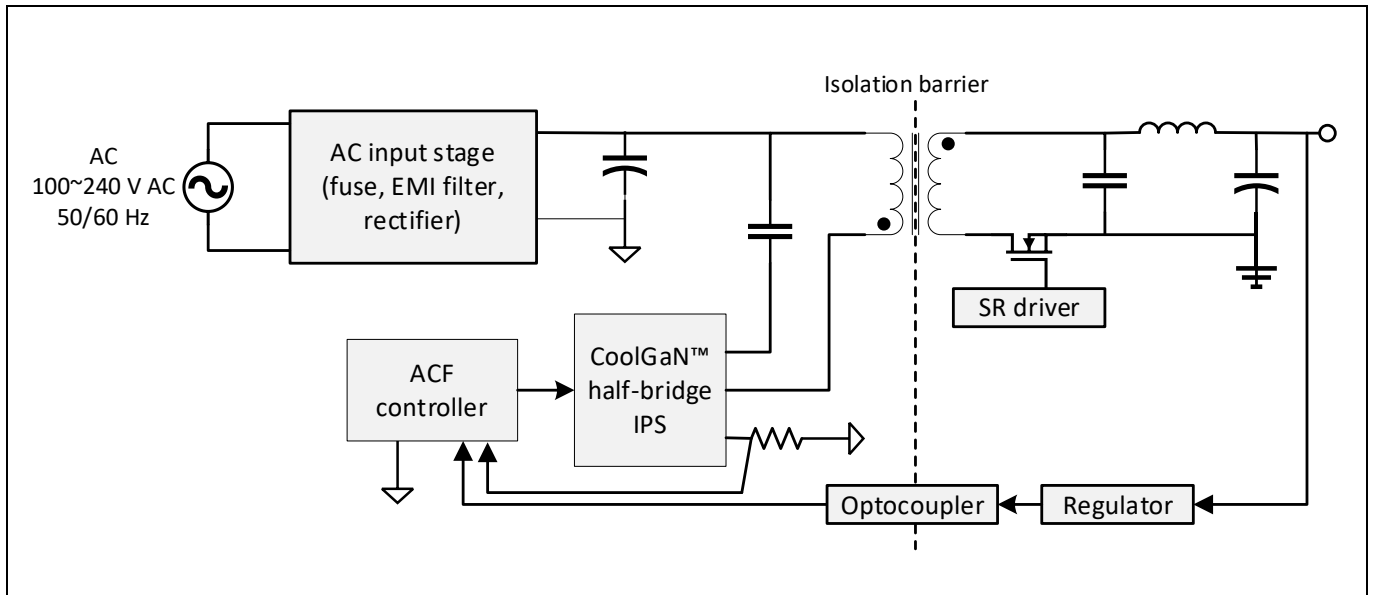 Isolation barrier
AC
100~240 V AC
50/60 Hz
AC input stage
(fuse, EMI filter,
rectifier)
SR driver
ACF
controller
CoolGaN™
half-bridge
IPS
Optocoupler
Regulator